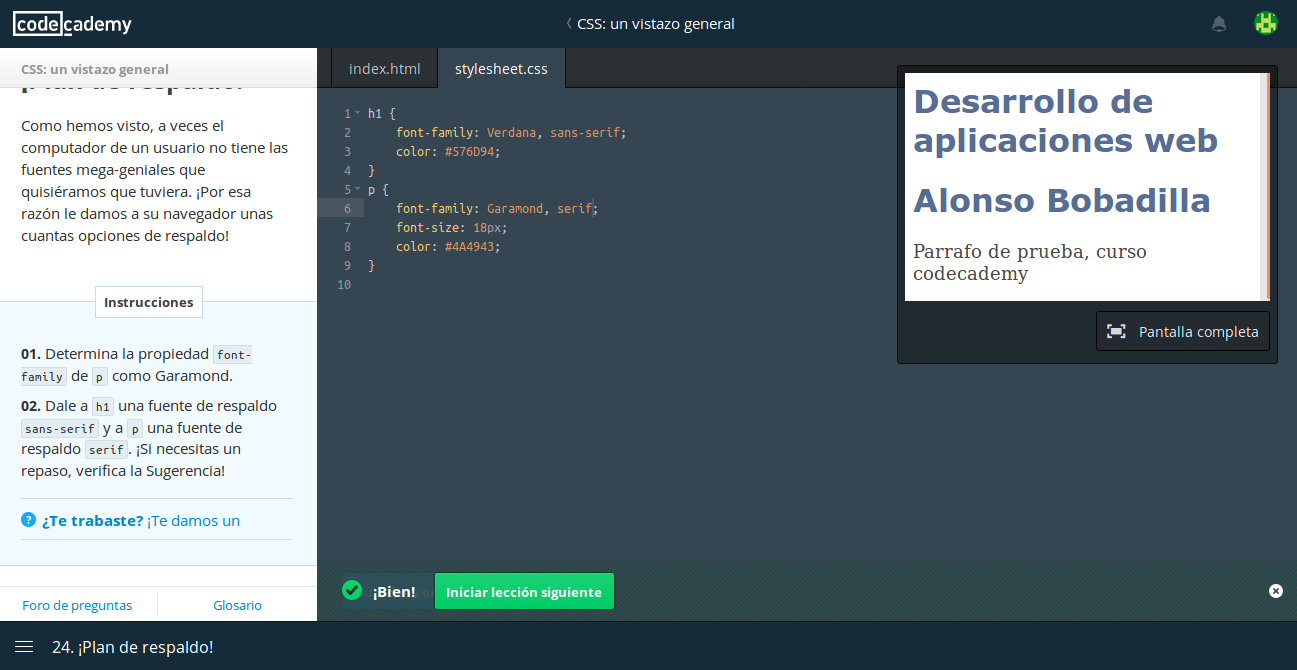 codecademy
CSS: un vistazo general
CSS: un vistazo general
¡Plan de respaldo!
Como hemos visto, a veces el
computador de un usuario no tiene las
fuentes mega-geniales que
quisiéramos que tuviera. ¡Por esa
razón le damos a su navegador unas
cuantas opciones de respaldo!
Instrucciones
01. Determina la propiedad font-
family de p como Garamond.
02. Dale a h1 una fuente de respaldo
sans-serif y a p una fuente de
respaldo serif. ¡Si necesitas un
repaso, verifica la Sugerencia!
¿Te trabaste? ¡Te damos un
Foro de preguntas
Glosario
index.html
stylesheet.css
1 h1 {
2 font-family: Verdana, sans-serif;
3 color: #576D94;
4 }
5 p {
6 font-family: Garamond, serif;
7 font-size: 18px;
8 color: #4A4943;
9 }
10
Desarrollo de
aplicaciones web
Alonso Bobadilla
Parrafo de prueba, curso
codecademy
Pantalla completa
¡Bien!
Iniciar lección siguiente
24. ¡Plan de respaldo!